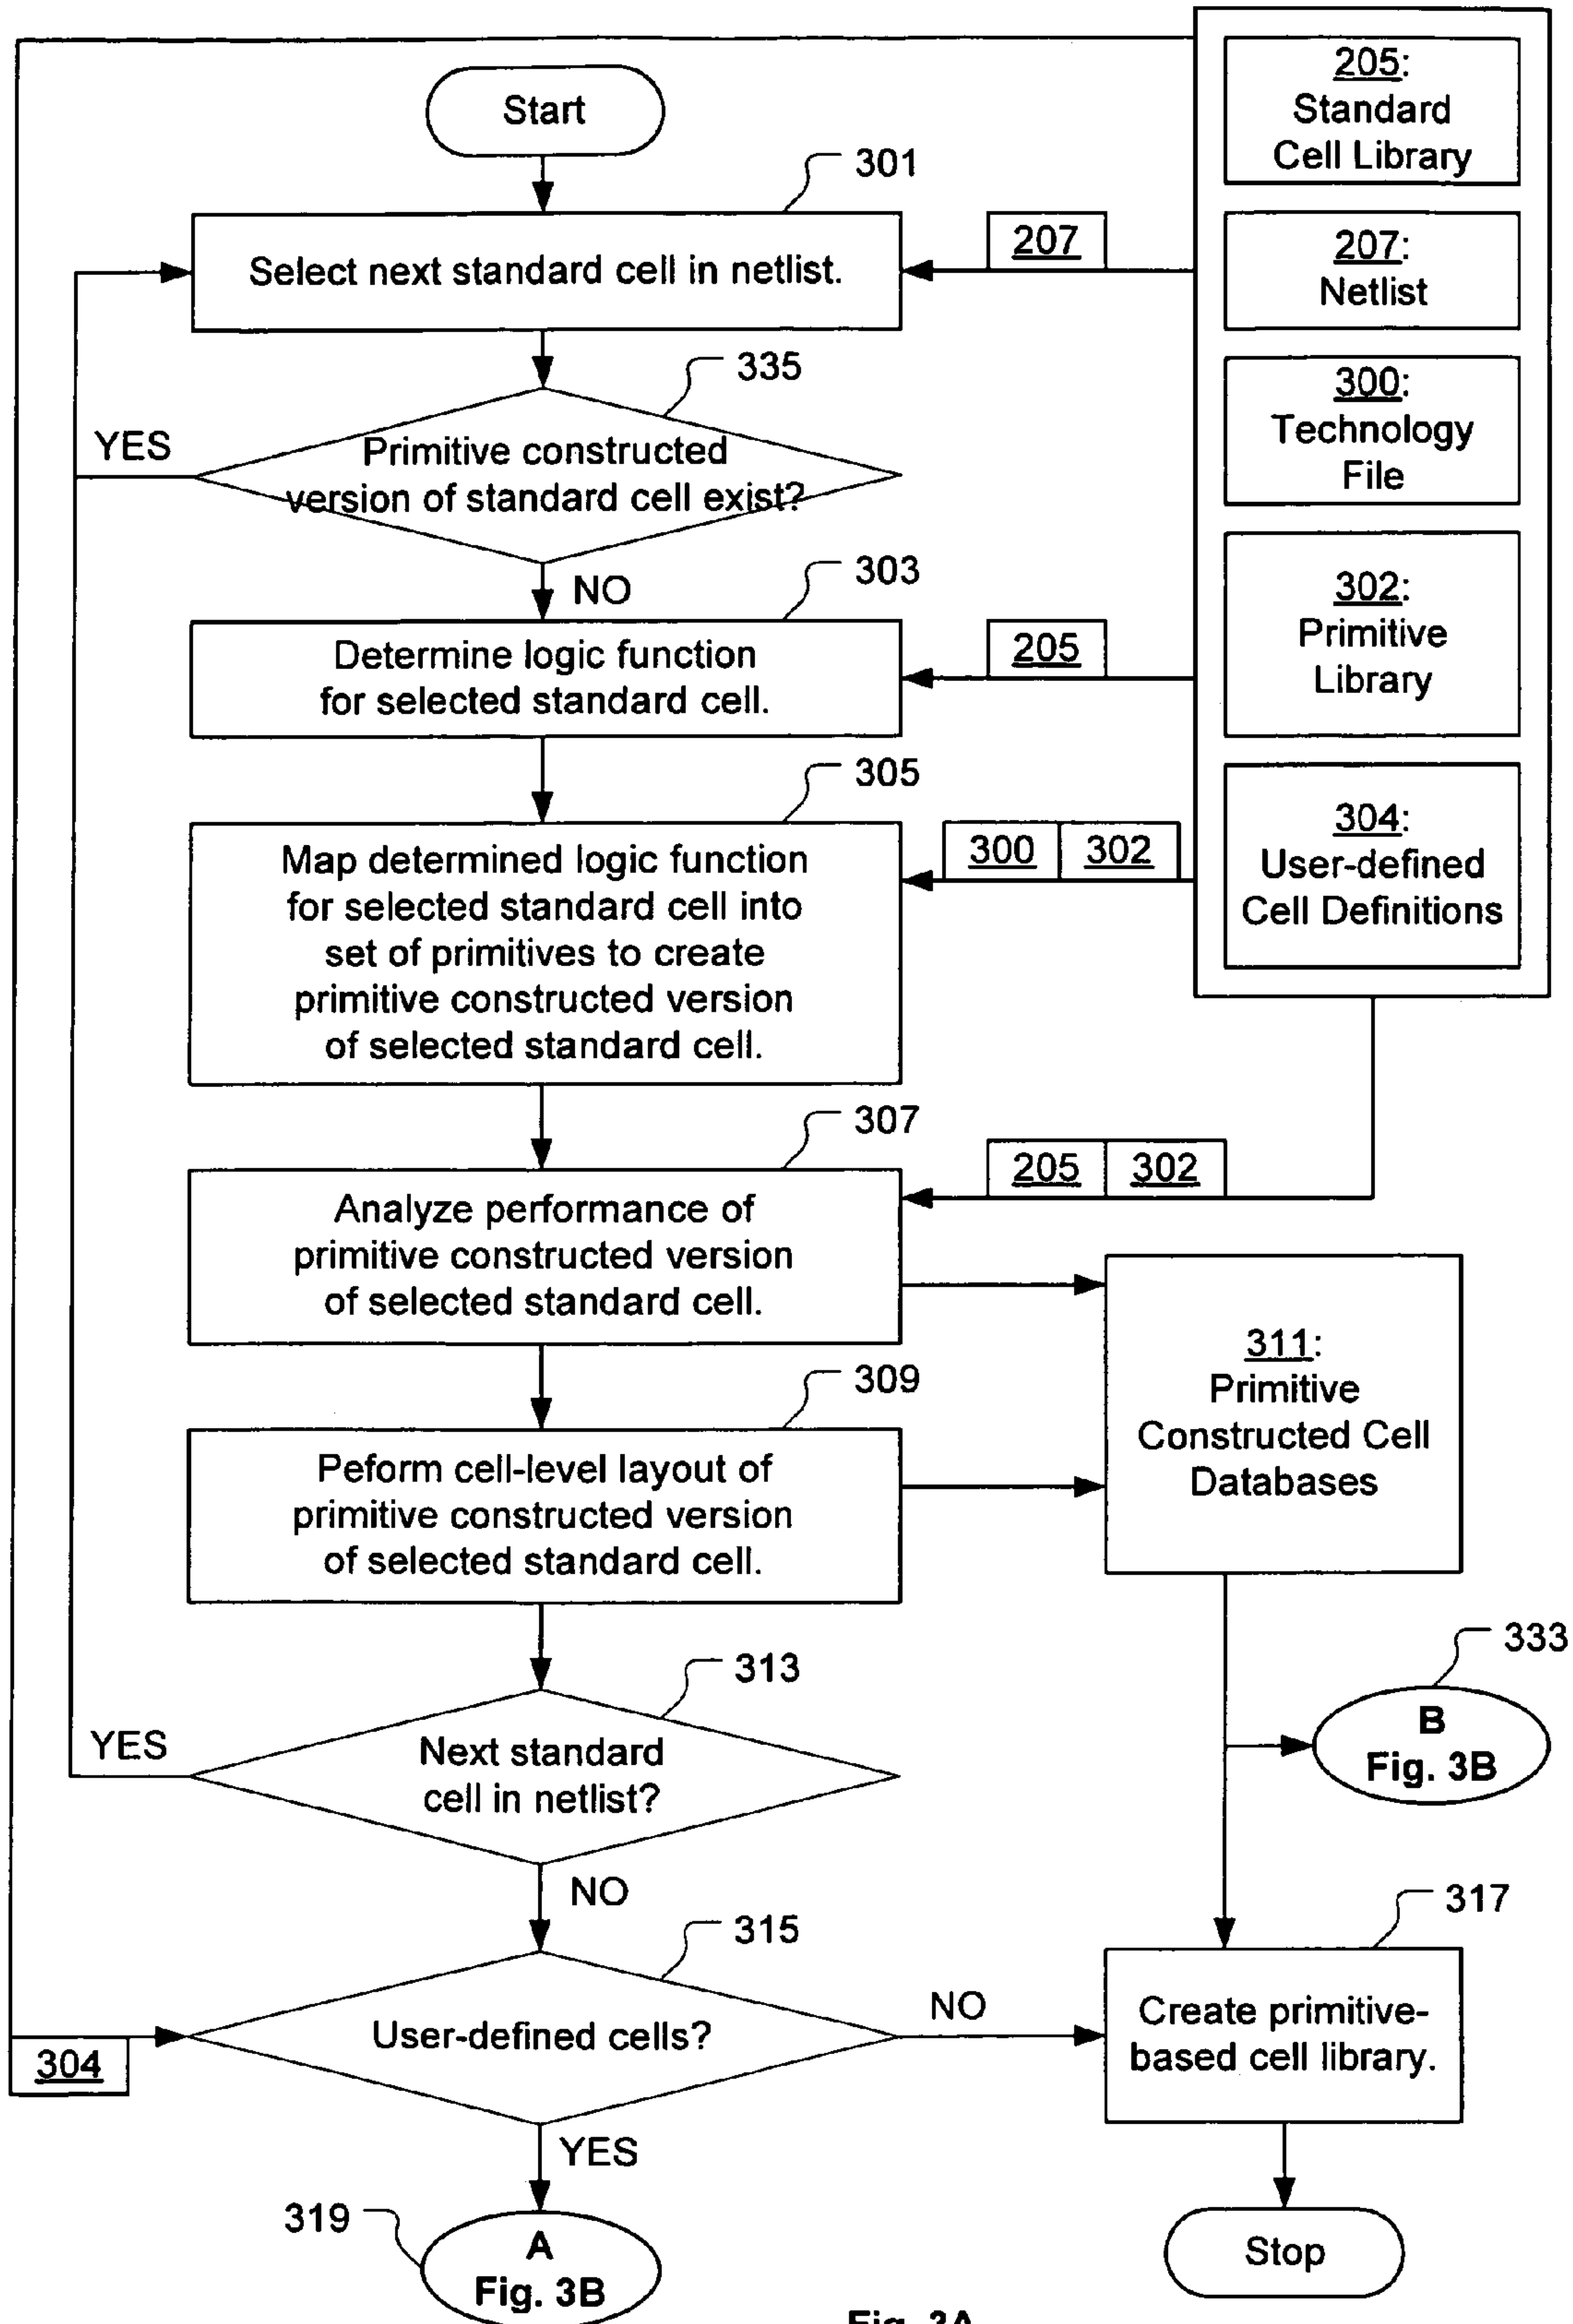 205:
Standard
Cell Library
Start
301
207
Select next standard cell in netlist.
207:
Netlist
335
YES
Primitive constructed
version of standard cell exist?
300:
Technology
File
303
NO
302:
Primitive
Library
Determine logic function
for selected standard cell.
205
305
304:
User-defined
Cell Definitions
Map determined logic function
for selected standard cell into
set of primitives to create
primitive constructed version
of selected standard cell.
300
302
307
205
302
Analyze performance of
primitive constructed version
of selected standard cell.
311:
Primitive
Constructed Cell
Databases
309
Peform cell-level layout of
primitive constructed version
of selected standard cell.
333
313
B
Fig. 3B
YES
Next standard
cell in netlist?
NO
317
315
NO
User-defined cells?
Create primitive-
based cell library.
304
YES
319
A
Fig. 3B
Stop
Fig. 3A